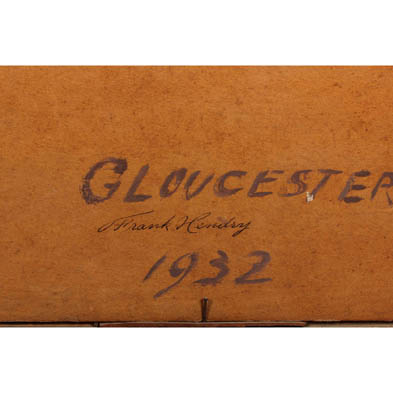 GLOUCESTER
Frank Hendry
1932